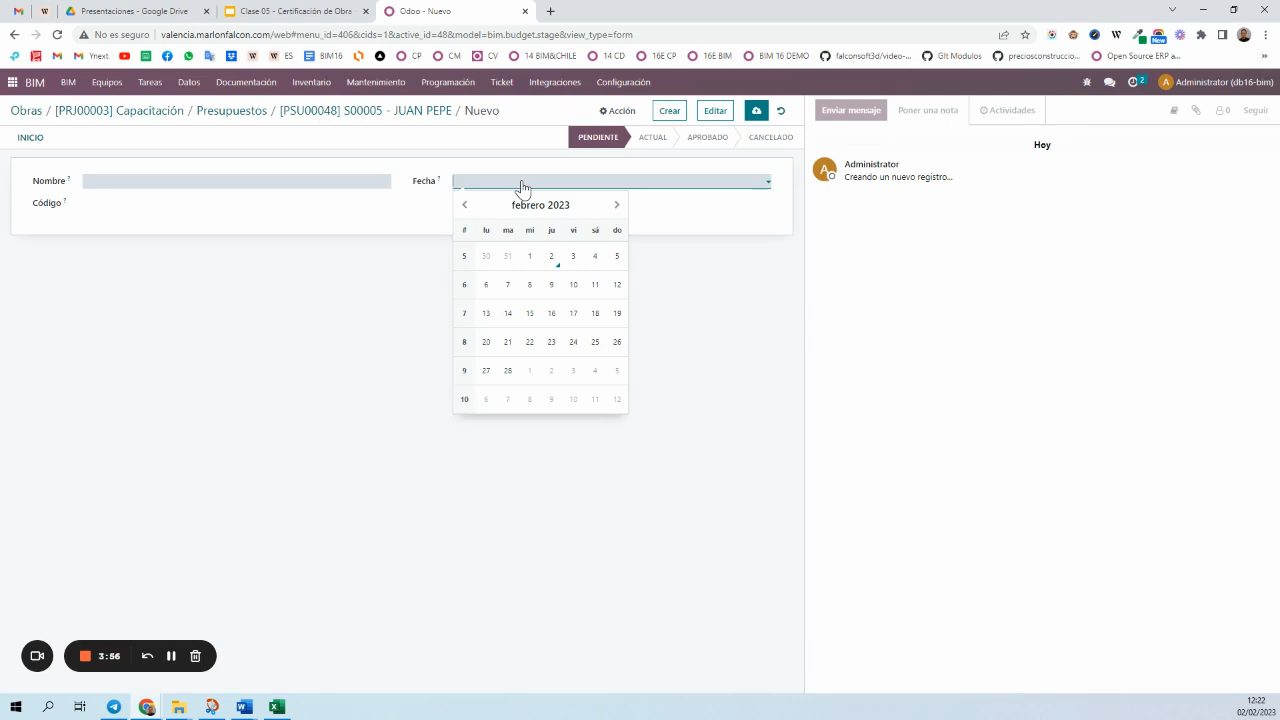 Presentaciones - Google Drive
Clase 05 - Certificación de Obra -
Odoo - Nuevo
No es seguro
valencia.marlonfalcon.com/web#menu_id=406&cids=1&active_id=48&model=bim.budget.stage&view_type=form
Ynext
ES
BIM16
CP
CMP
CV
14 BIM&CHILE
14 CD
16E CP
16E BIM
BIM 16 DEMO
falconsoft3d/video-...
GIt Modulos
preciosconstruccio...
Open Source ERP a...
BIM
BIM
Equipos
Tareas
Datos
Documentación
Inventario
Mantenimiento
Programación
Ticket
Integraciones
Configuración
2
Administrator (db16-bim)
Obras / [PRJ00003] Capacitación / Presupuestos / [PSU00048] S00005 - JUAN PEPE / Nuevo
Acción
Crear
Editar
Enviar mensaje
Poner una nota
Actividades
0
Seguir
INICIO
PENDIENTE
ACTUAL
APROBADO
CANCELADO
Hoy
A
Administrator
Creando un nuevo registro...
Nombre ?
Fecha ?
Código ?
febrero 2023
# lu ma mi ju vi sá do
5 30 31 1 2 3 4 5
6 6 7 8 9 10 11 12
7 13 14 15 16 17 18 19
8 20 21 22 23 24 25 26
9 27 28 1 2 3 4 5
10 6 7 8 9 10 11 12
3:56
12:22
02/02/2023